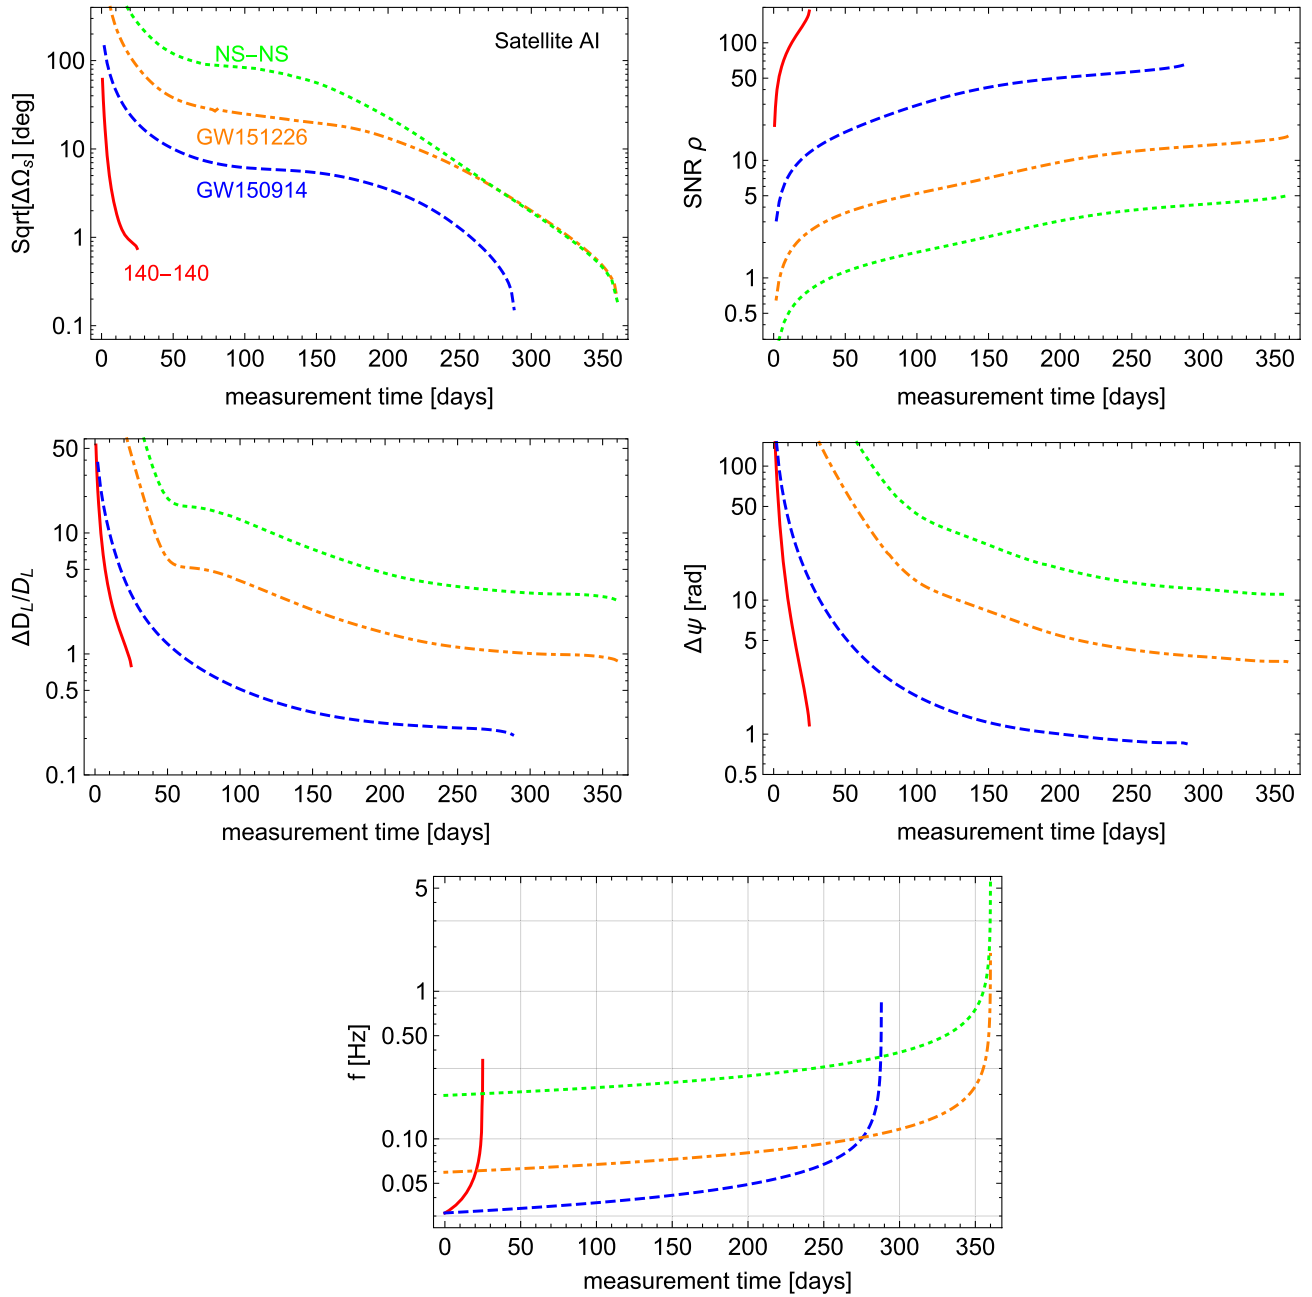 Satellite AI
NS–NS
GW151226
GW150914
140–140
Sqrt[ΔΩs] [deg]
100
10
1
0.1
0 50 100 150 200 250 300 350
measurement time [days]
SNR ρ
100
50
10
5
1
0.5
0 50 100 150 200 250 300 350
measurement time [days]
ΔDL/DL
50
10
5
1
0.5
0.1
0 50 100 150 200 250 300 350
measurement time [days]
Δψ [rad]
100
50
10
5
1
0.5
0 50 100 150 200 250 300 350
measurement time [days]
f [Hz]
5
1
0.50
0.10
0.05
0 50 100 150 200 250 300 350
measurement time [days]